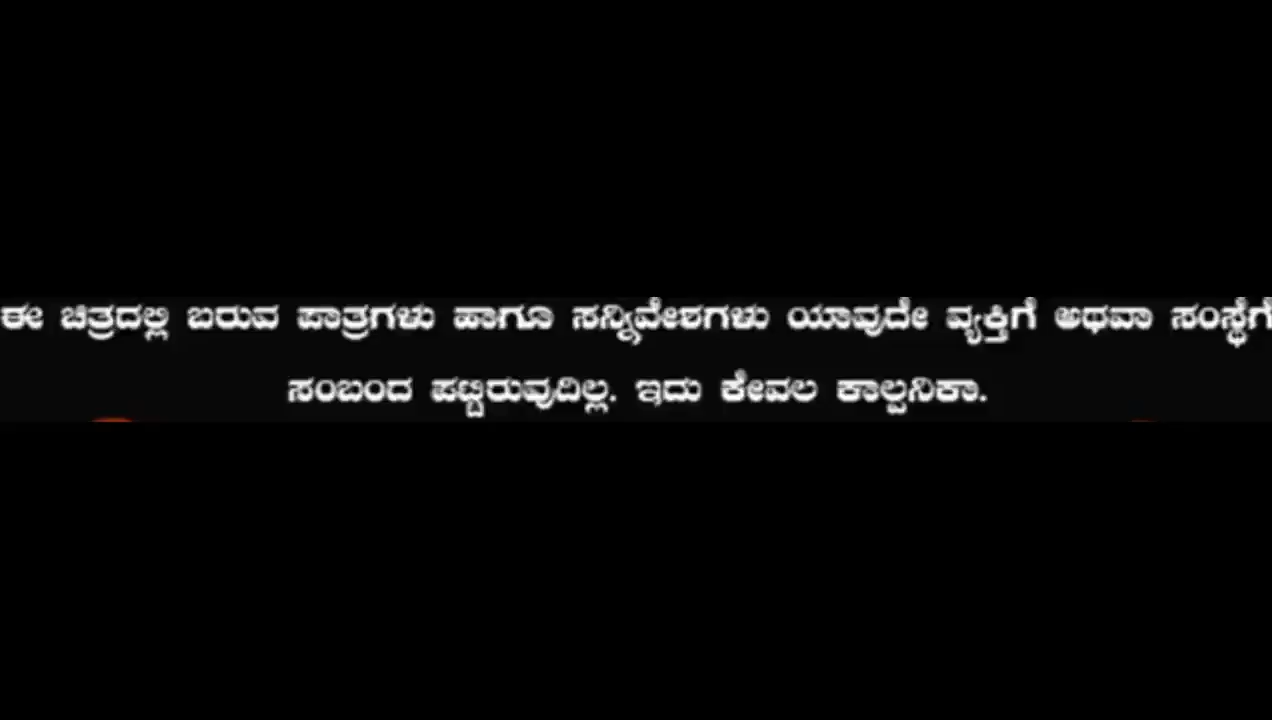 ಈ ಚಿತ್ರದಲ್ಲಿ ಬರುವ ಪಾತ್ರಗಳು ಹಾಗೂ ಸನ್ನಿವೇಶಗಳು ಯಾವುದೇ ವ್ಯಕ್ತಿಗೆ ಅಥವಾ ಸಂಸ್ಥೆಗೆ
ಸಂಬಂದ ಪಟ್ಟಿರುವುದಿಲ್ಲ. ಇದು ಕೇವಲ ಕಾಲ್ಪನಿಕಾ.